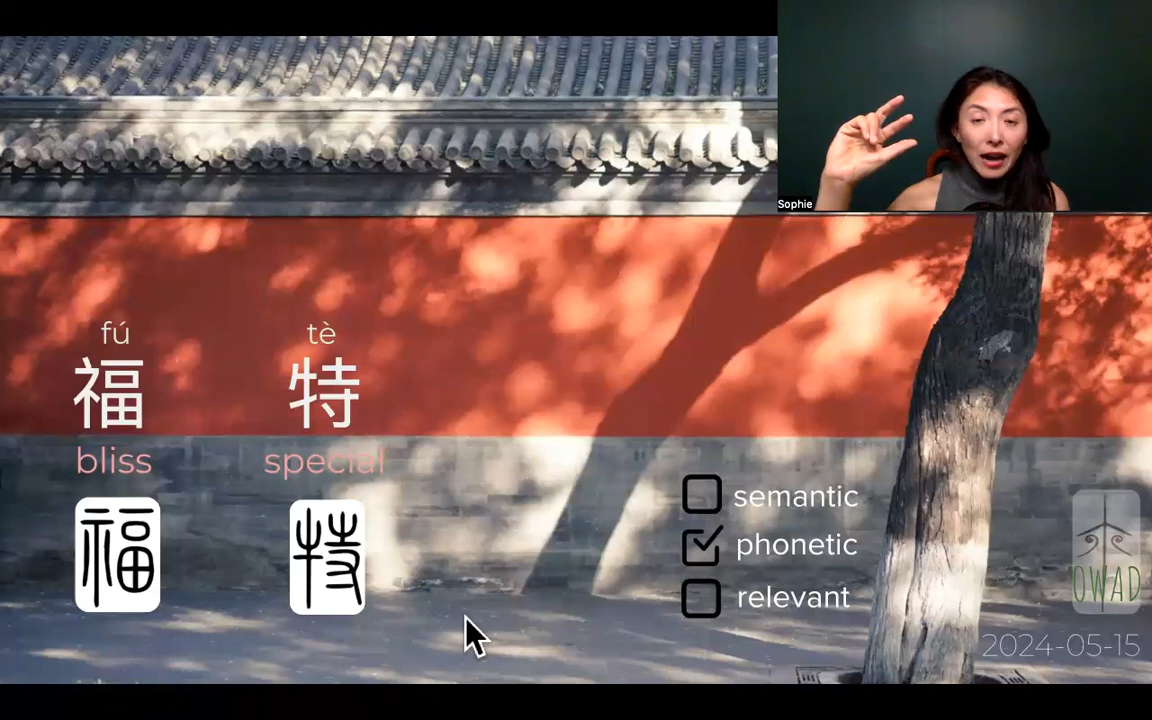 Sophie
fú tè
福 特
bliss special
福 特
semantic
phonetic
relevant
OWAD
2024-05-15